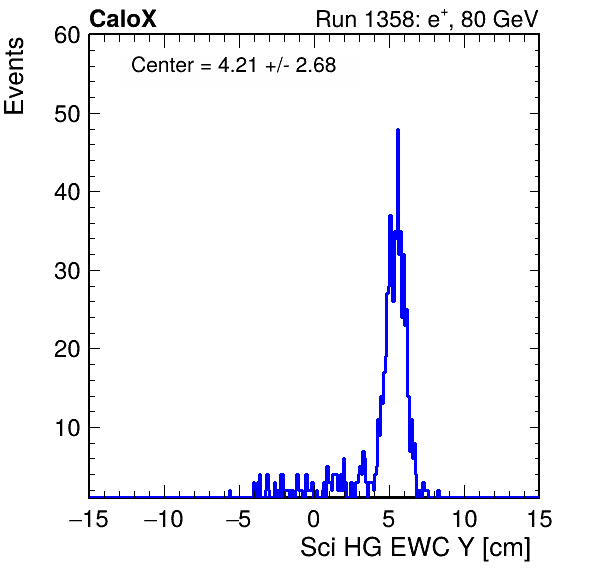 CaloX Run 1358: e⁺, 80 GeV
Center = 4.21 +/- 2.68
Events
60
50
40
30
20
10
−15 −10 −5 0 5 10 15
Sci HG EWC Y [cm]